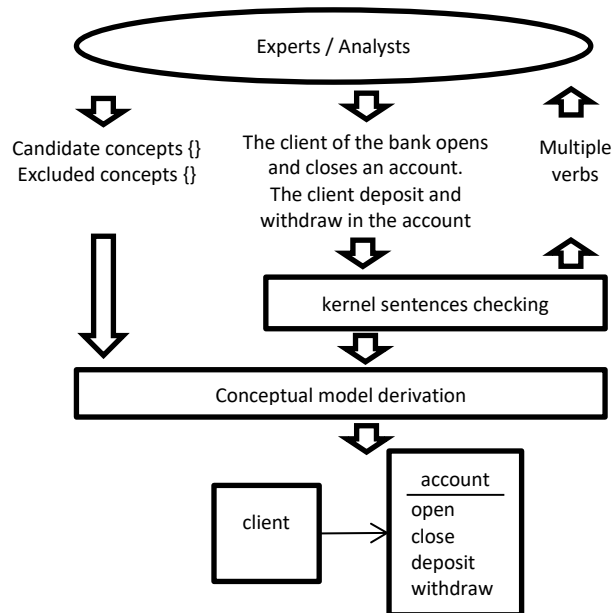 Experts / Analysts
Candidate concepts {}
Excluded concepts {}
The client of the bank opens
and closes an account.
The client deposit and
withdraw in the account
Multiple
verbs
kernel sentences checking
Conceptual model derivation
client
account
open
close
deposit
withdraw